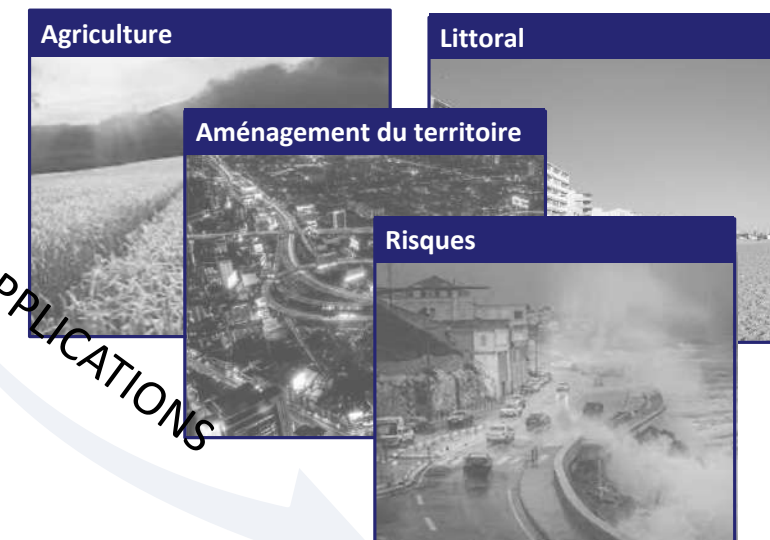 Agriculture
Littoral
Aménagement du territoire
Risques
PPLICATIONS